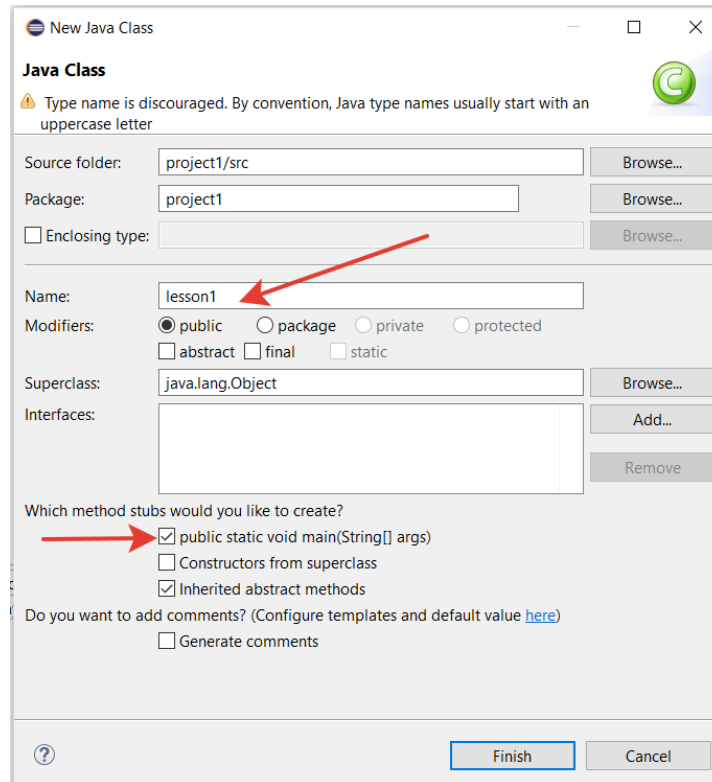 New Java Class
Java Class
Type name is discouraged. By convention, Java type names usually start with an
uppercase letter
Source folder: project1/src Browse...
Package: project1 Browse...
Enclosing type: Browse...
Name: lesson1
Modifiers: public package private protected
abstract final static
Superclass: java.lang.Object Browse...
Interfaces: Add...
Remove
Which method stubs would you like to create?
public static void main(String[] args)
Constructors from superclass
Inherited abstract methods
Do you want to add comments? (Configure templates and default value here)
Generate comments
Finish Cancel